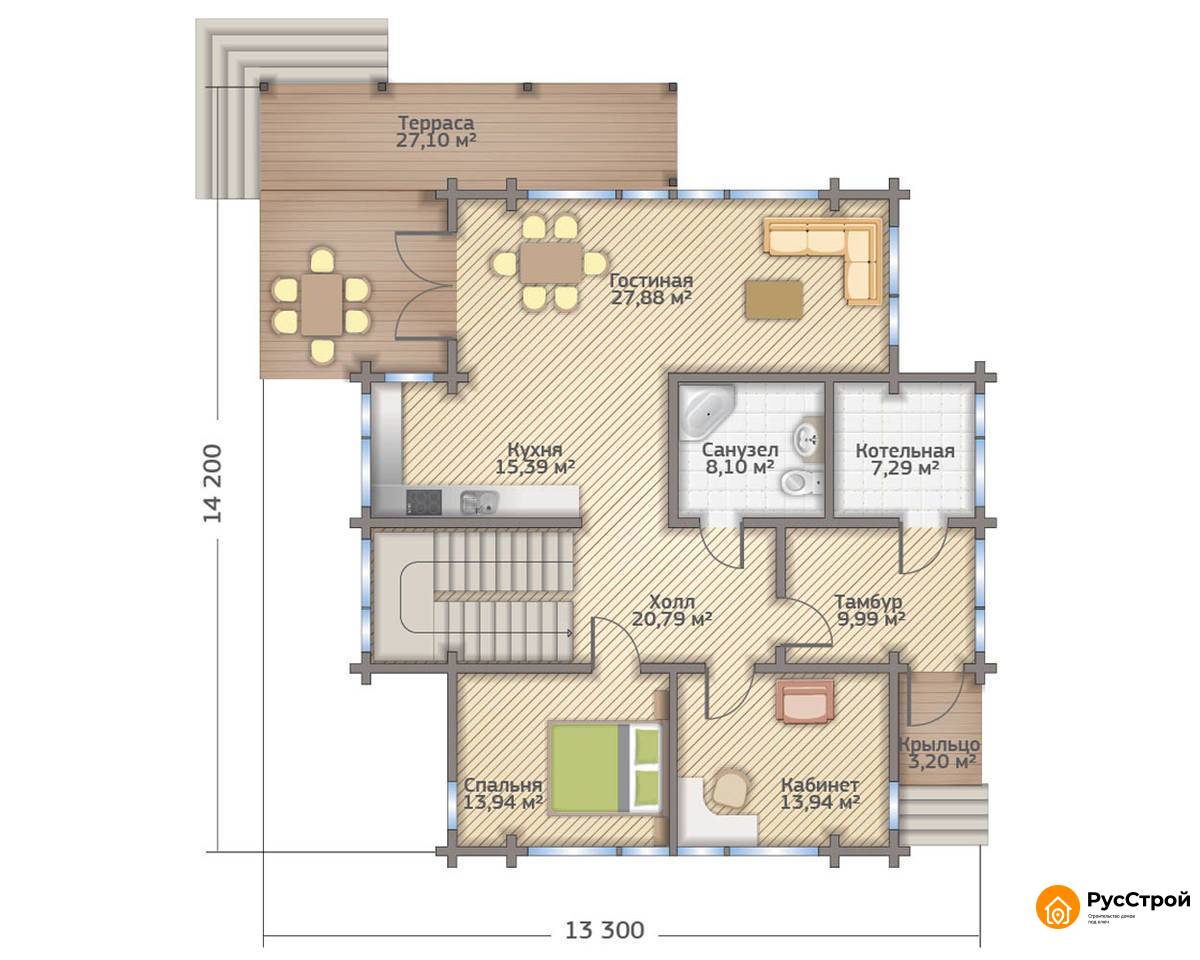 Терраса
27,10 м²
Гостиная
27,88 м²
Кухня
15,39 м²
Санузел
8,10 м²
Котельная
7,29 м²
14 200
Холл
20,79 м²
Тамбур
9,99 м²
Крыльцо
3,20 м²
Спальня
13,94 м²
Кабинет
13,94 м²
13 300
РусСтрой
Строительство домов
под ключ